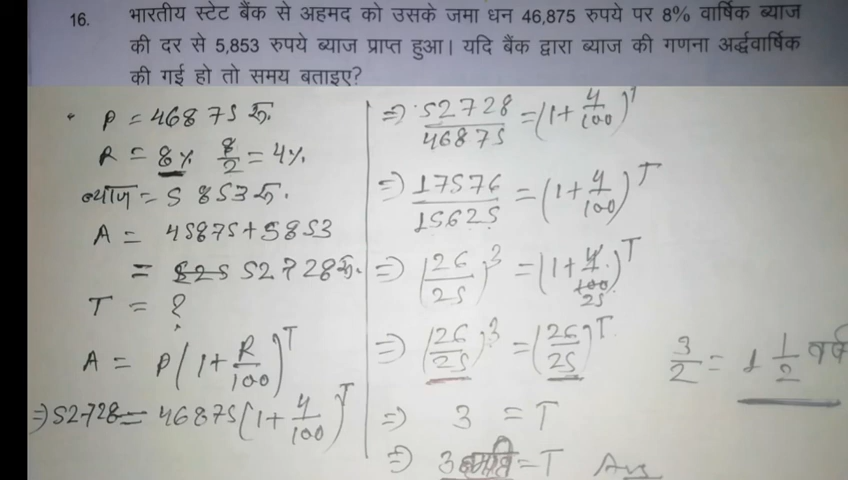 16. भारतीय स्टेट बैंक से अहमद को उसके जमा धन 46,875 रुपये पर 8% वार्षिक ब्याज
की दर से 5,853 रुपये ब्याज प्राप्त हुआ। यदि बैंक द्वारा ब्याज की गणना अर्द्धवार्षिक
की गई हो तो समय बताइए?
P = 46875 रु.
R = 8% 8/2 = 4%
ब्याज = 5853 रु.
A = 45875 + 5853
= 52728 रु.
T = ?
A = P(1 + R/100)^T
⇒ 52728 = 46875(1 + 4/100)^T
⇒ 52728/46875 = (1 + 4/100)^T
⇒ 17576/15625 = (1 + 4/100)^T
⇒ (26/25)^3 = (1 + 4/100)^T
25
⇒ (26/25)^3 = (26/25)^T
⇒ 3 = T
⇒ 3 = T Ans
3/2 = 1 1/2 वर्ष